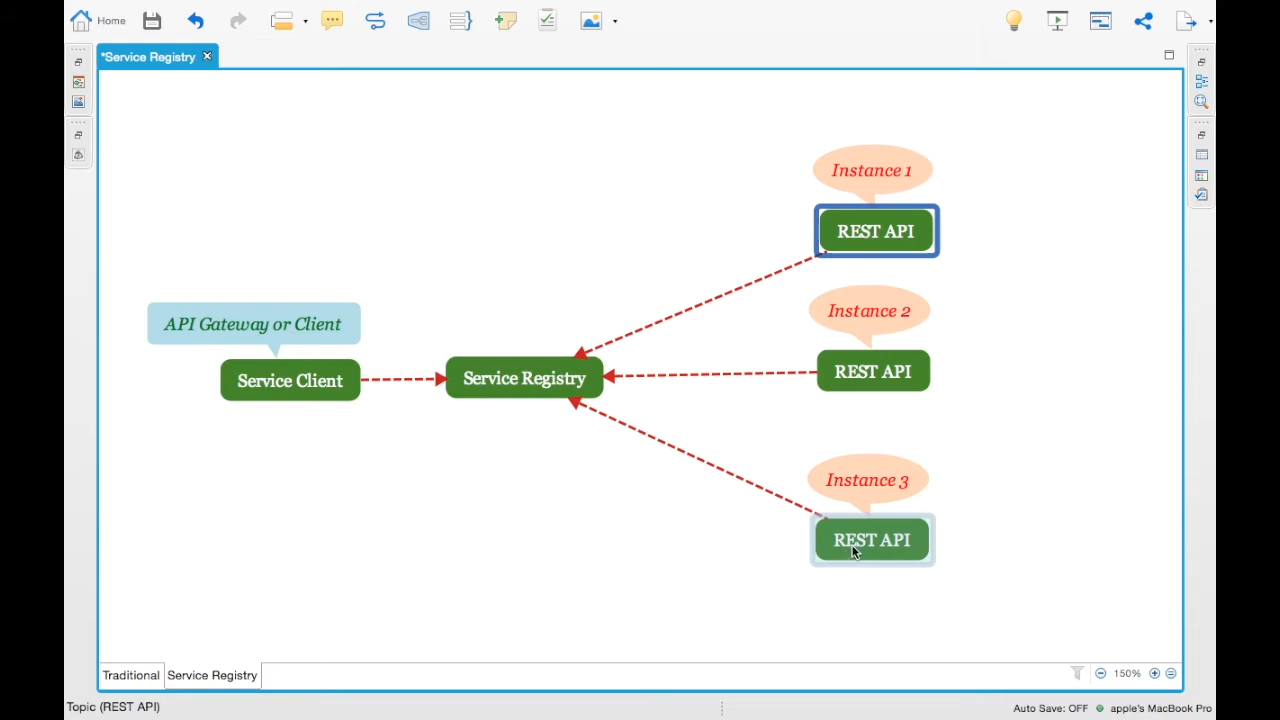 Home
*Service Registry
Instance 1
REST API
Instance 2
API Gateway or Client
REST API
Service Client
Service Registry
Instance 3
REST API
Traditional
Service Registry
150%
Topic (REST API)
Auto Save: OFF
apple's MacBook Pro